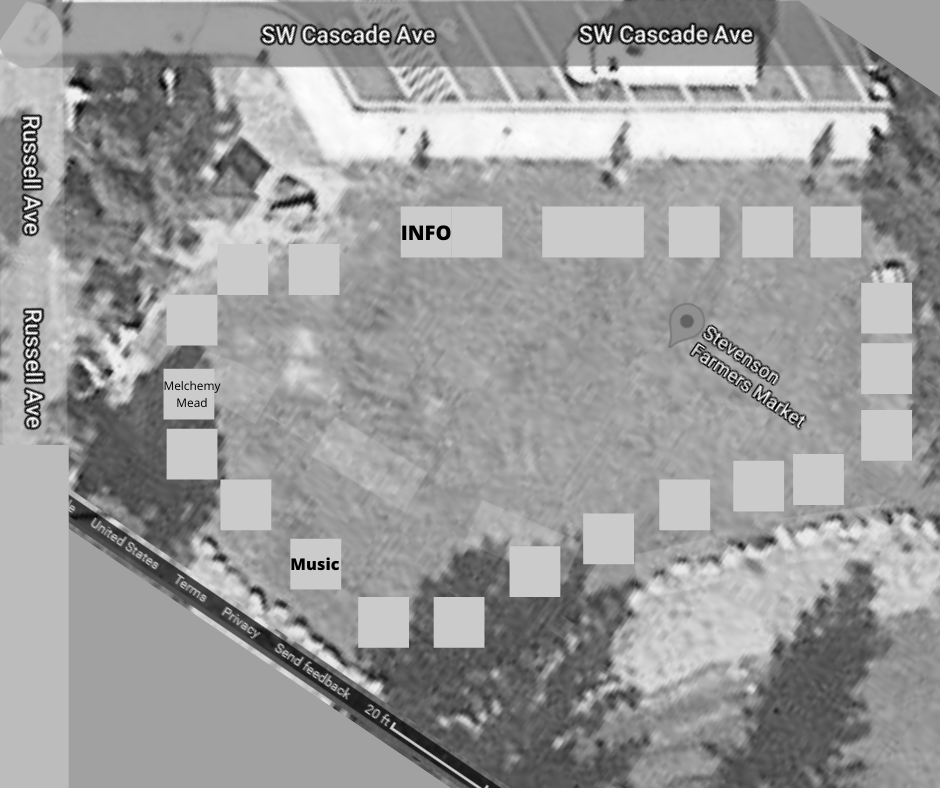 SW Cascade Ave
SW Cascade Ave
Russell Ave
INFO
Stevenson
Farmers Market
Russell Ave
Melchemy
Mead
United States
Terms
Privacy
Send feedback
20 ft
Music